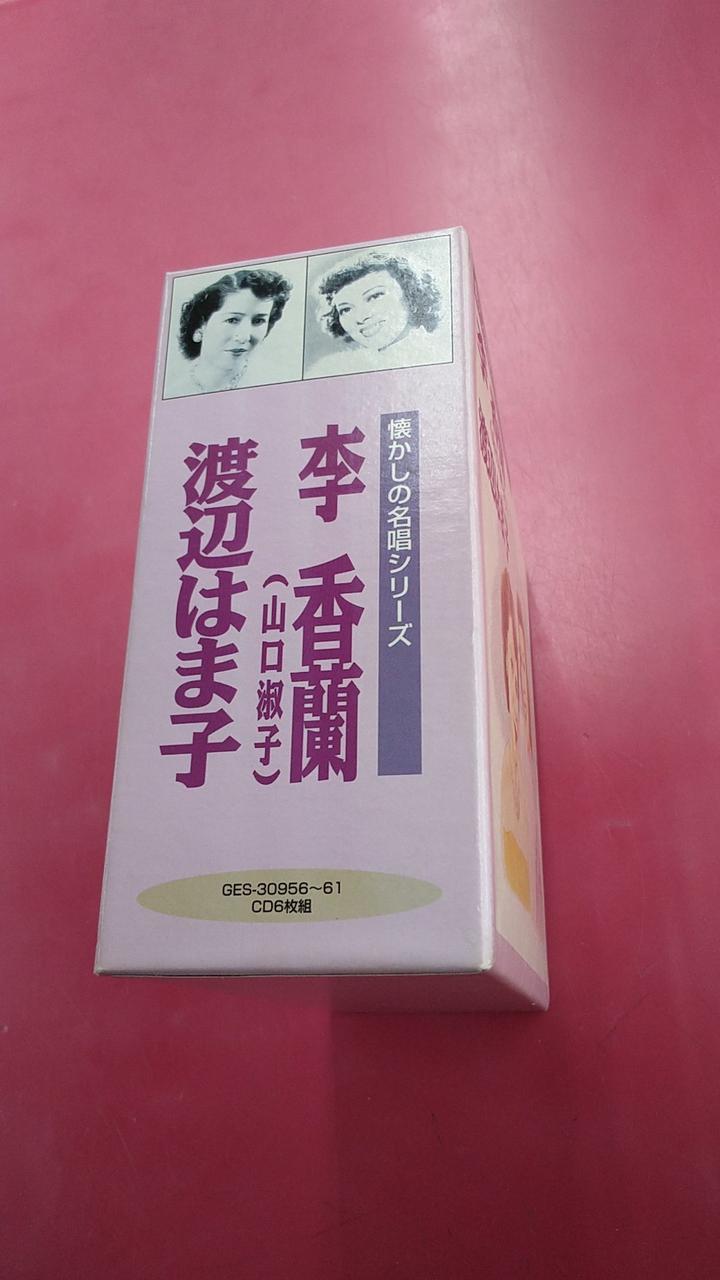 懐かしの名唱シリーズ
李 香蘭
(山口淑子)
渡辺はま子
GES-30956〜61
CD6枚組